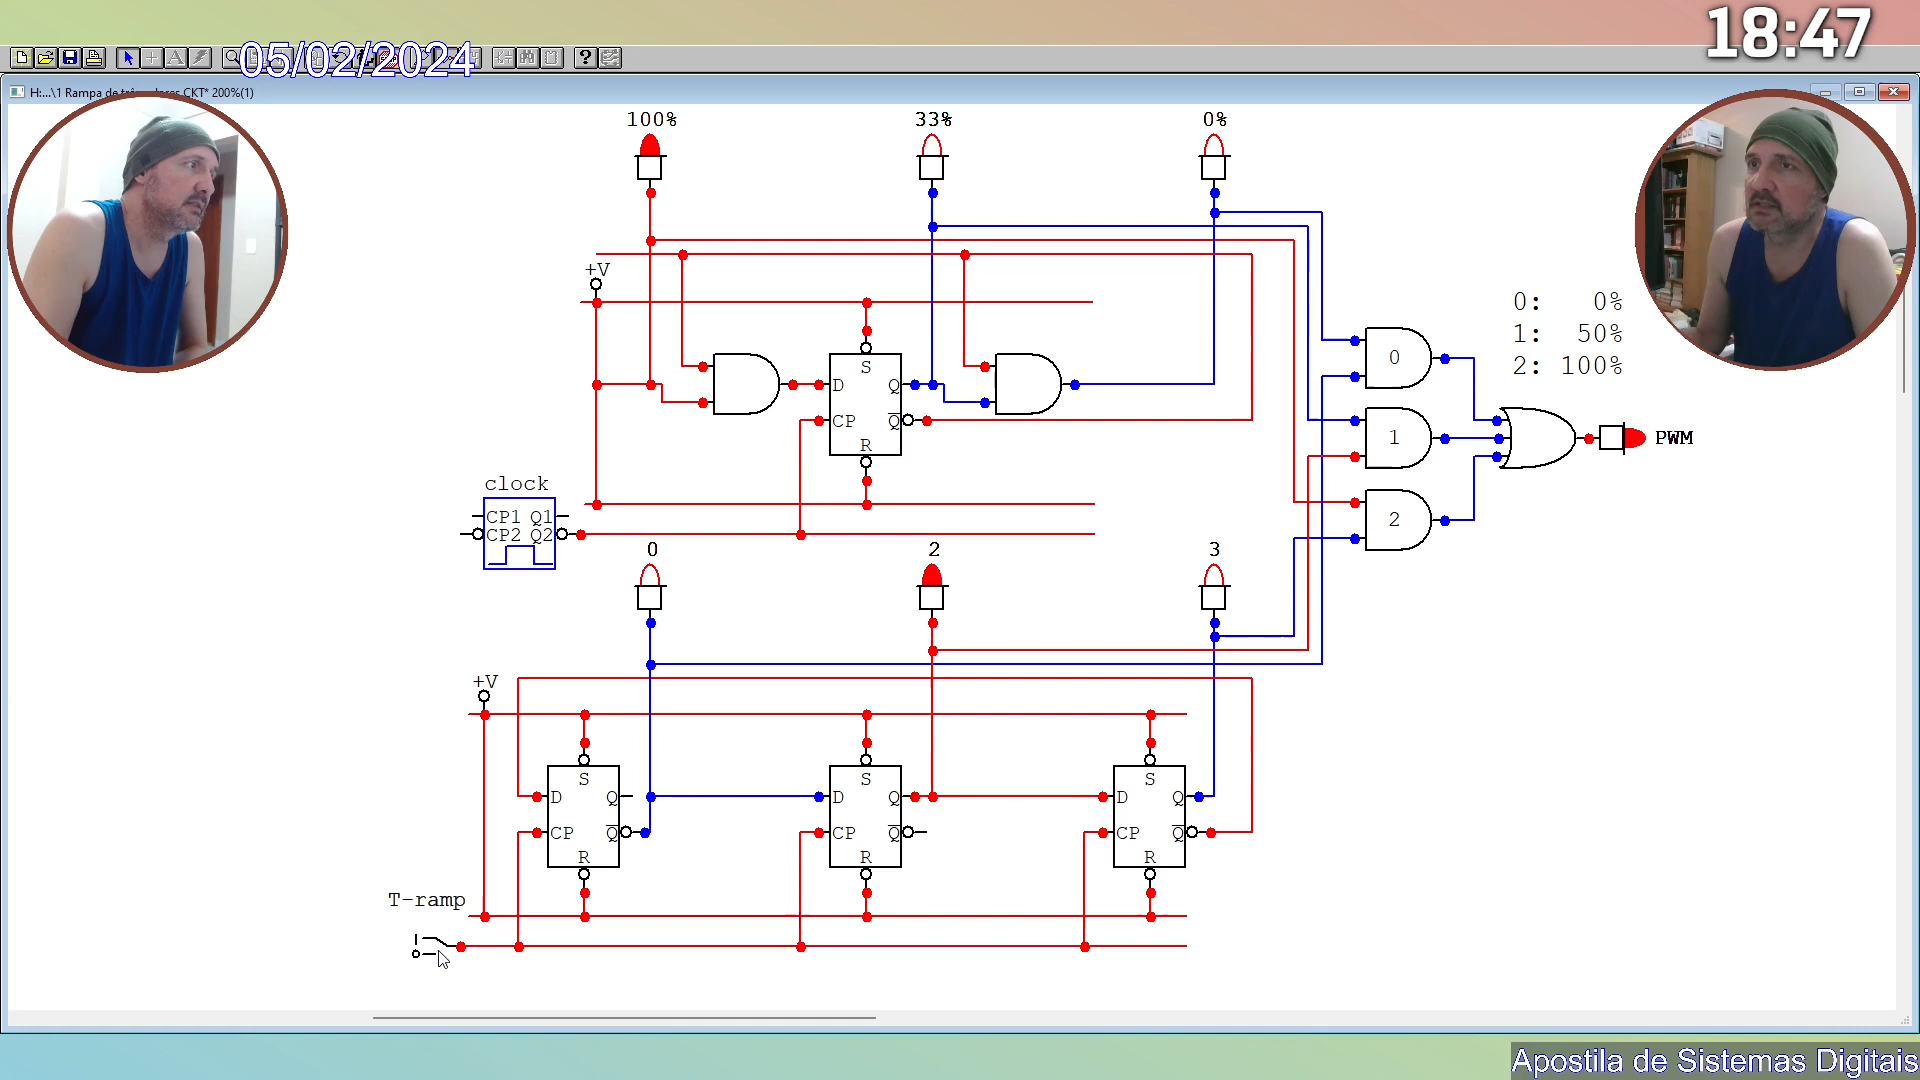 18:47
05/02/2024
H:...\1 Rampa de CKT* 200%(1)
100% 33% 0%
+V
0: 0%
1: 50%
2: 100%
S
D Q
CP Q
R
0
1
2
PWM
clock
CP1 Q1
CP2 Q2
0 2 3
+V
S S S
D Q D Q D Q
CP Q CP Q CP Q
R R R
T-ramp
Apostila de Sistemas Digitais